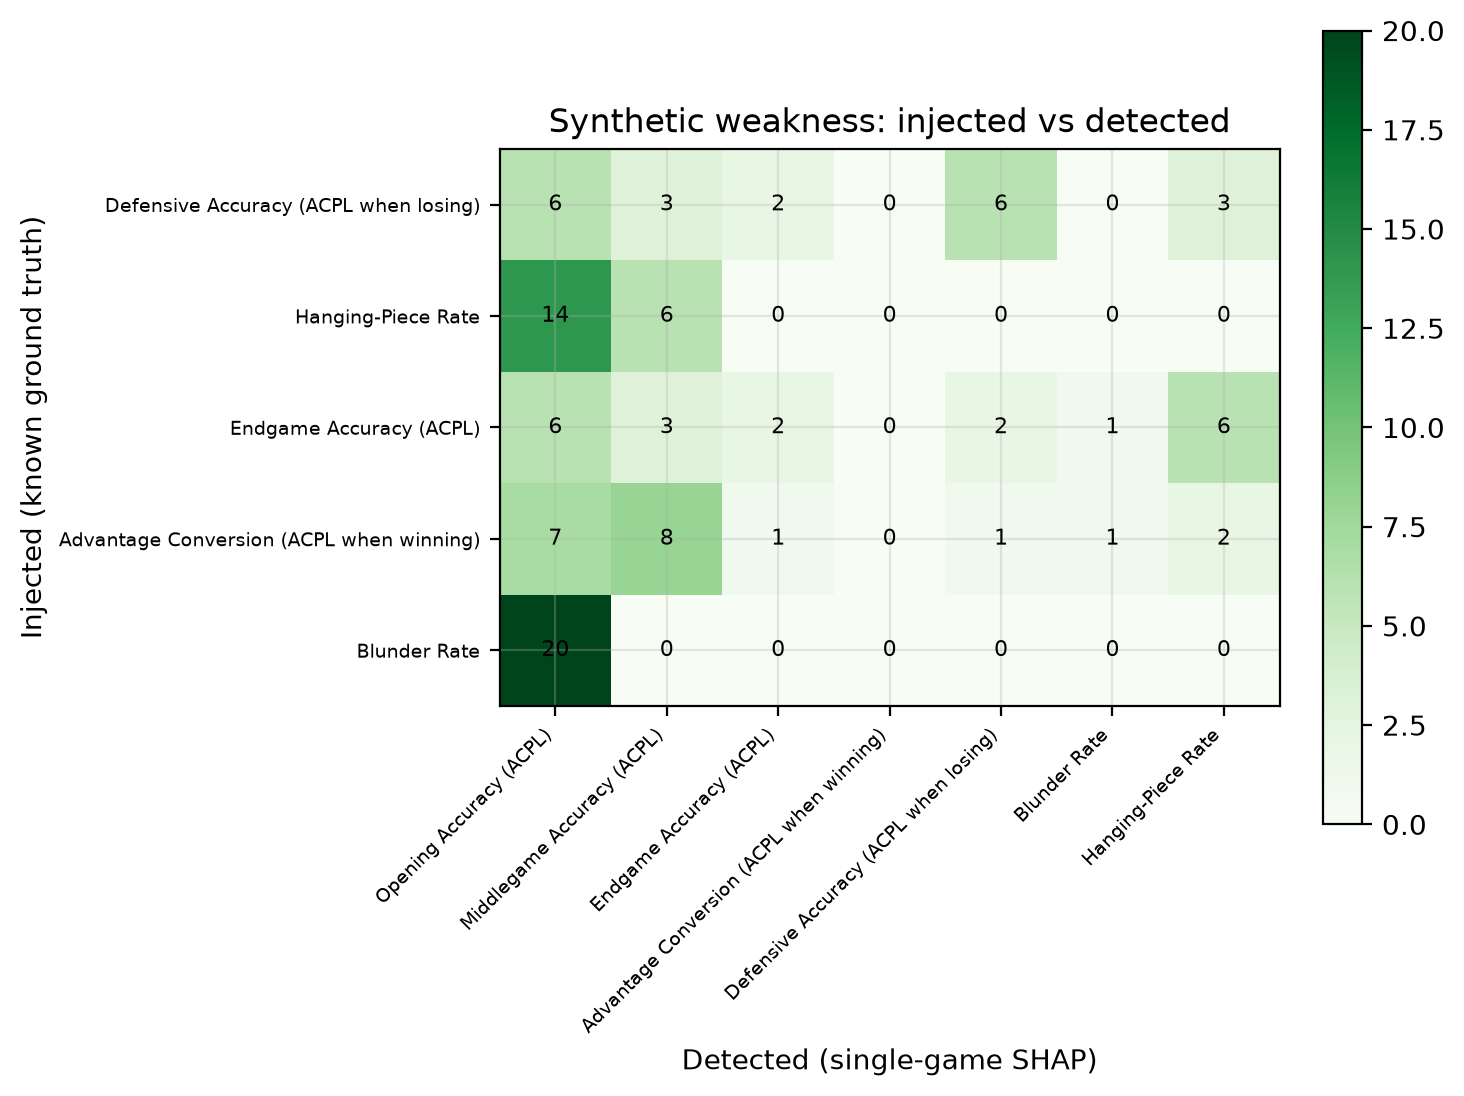 Synthetic weakness: injected vs detected
Injected (known ground truth)
Defensive Accuracy (ACPL when losing) 6 3 2 0 6 0 3
Hanging-Piece Rate 14 6 0 0 0 0 0
Endgame Accuracy (ACPL) 6 3 2 0 2 1 6
Advantage Conversion (ACPL when winning) 7 8 1 0 1 1 2
Blunder Rate 20 0 0 0 0 0 0
Opening Accuracy (ACPL)
Middlegame Accuracy (ACPL)
Endgame Accuracy (ACPL)
Advantage Conversion (ACPL when winning)
Defensive Accuracy (ACPL when losing)
Blunder Rate
Hanging-Piece Rate
Detected (single-game SHAP)
20.0
17.5
15.0
12.5
10.0
7.5
5.0
2.5
0.0